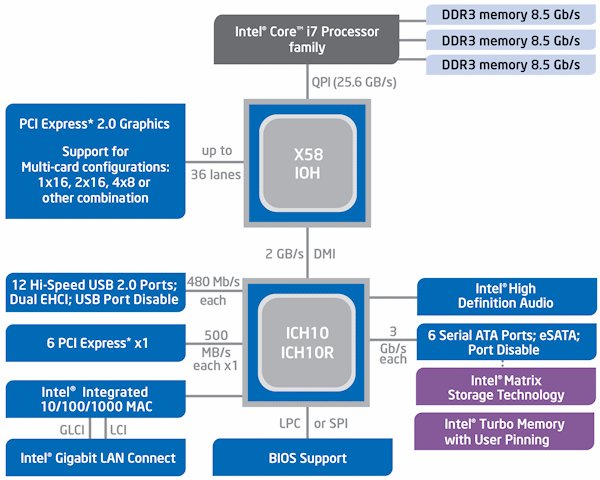 Intel® Core™ i7 Processor
family
DDR3 memory 8.5 Gb/s
DDR3 memory 8.5 Gb/s
DDR3 memory 8.5 Gb/s
QPI (25.6 GB/s)
PCI Express* 2.0 Graphics
Support for
Multi-card configurations:
1x16, 2x16, 4x8 or
other combination
up to
36 lanes
X58
IOH
2 GB/s DMI
12 Hi-Speed USB 2.0 Ports;
Dual EHCI; USB Port Disable
480 Mb/s
each
Intel® High
Definition Audio
6 PCI Express* x1
500
MB/s
each x1
ICH10
ICH10R
3
Gb/s
each
6 Serial ATA Ports; eSATA;
Port Disable
Intel® Matrix
Storage Technology
Intel® Integrated
10/100/1000 MAC
GLCI LCI
LPC or SPI
Intel® Turbo Memory
with User Pinning
Intel® Gigabit LAN Connect
BIOS Support